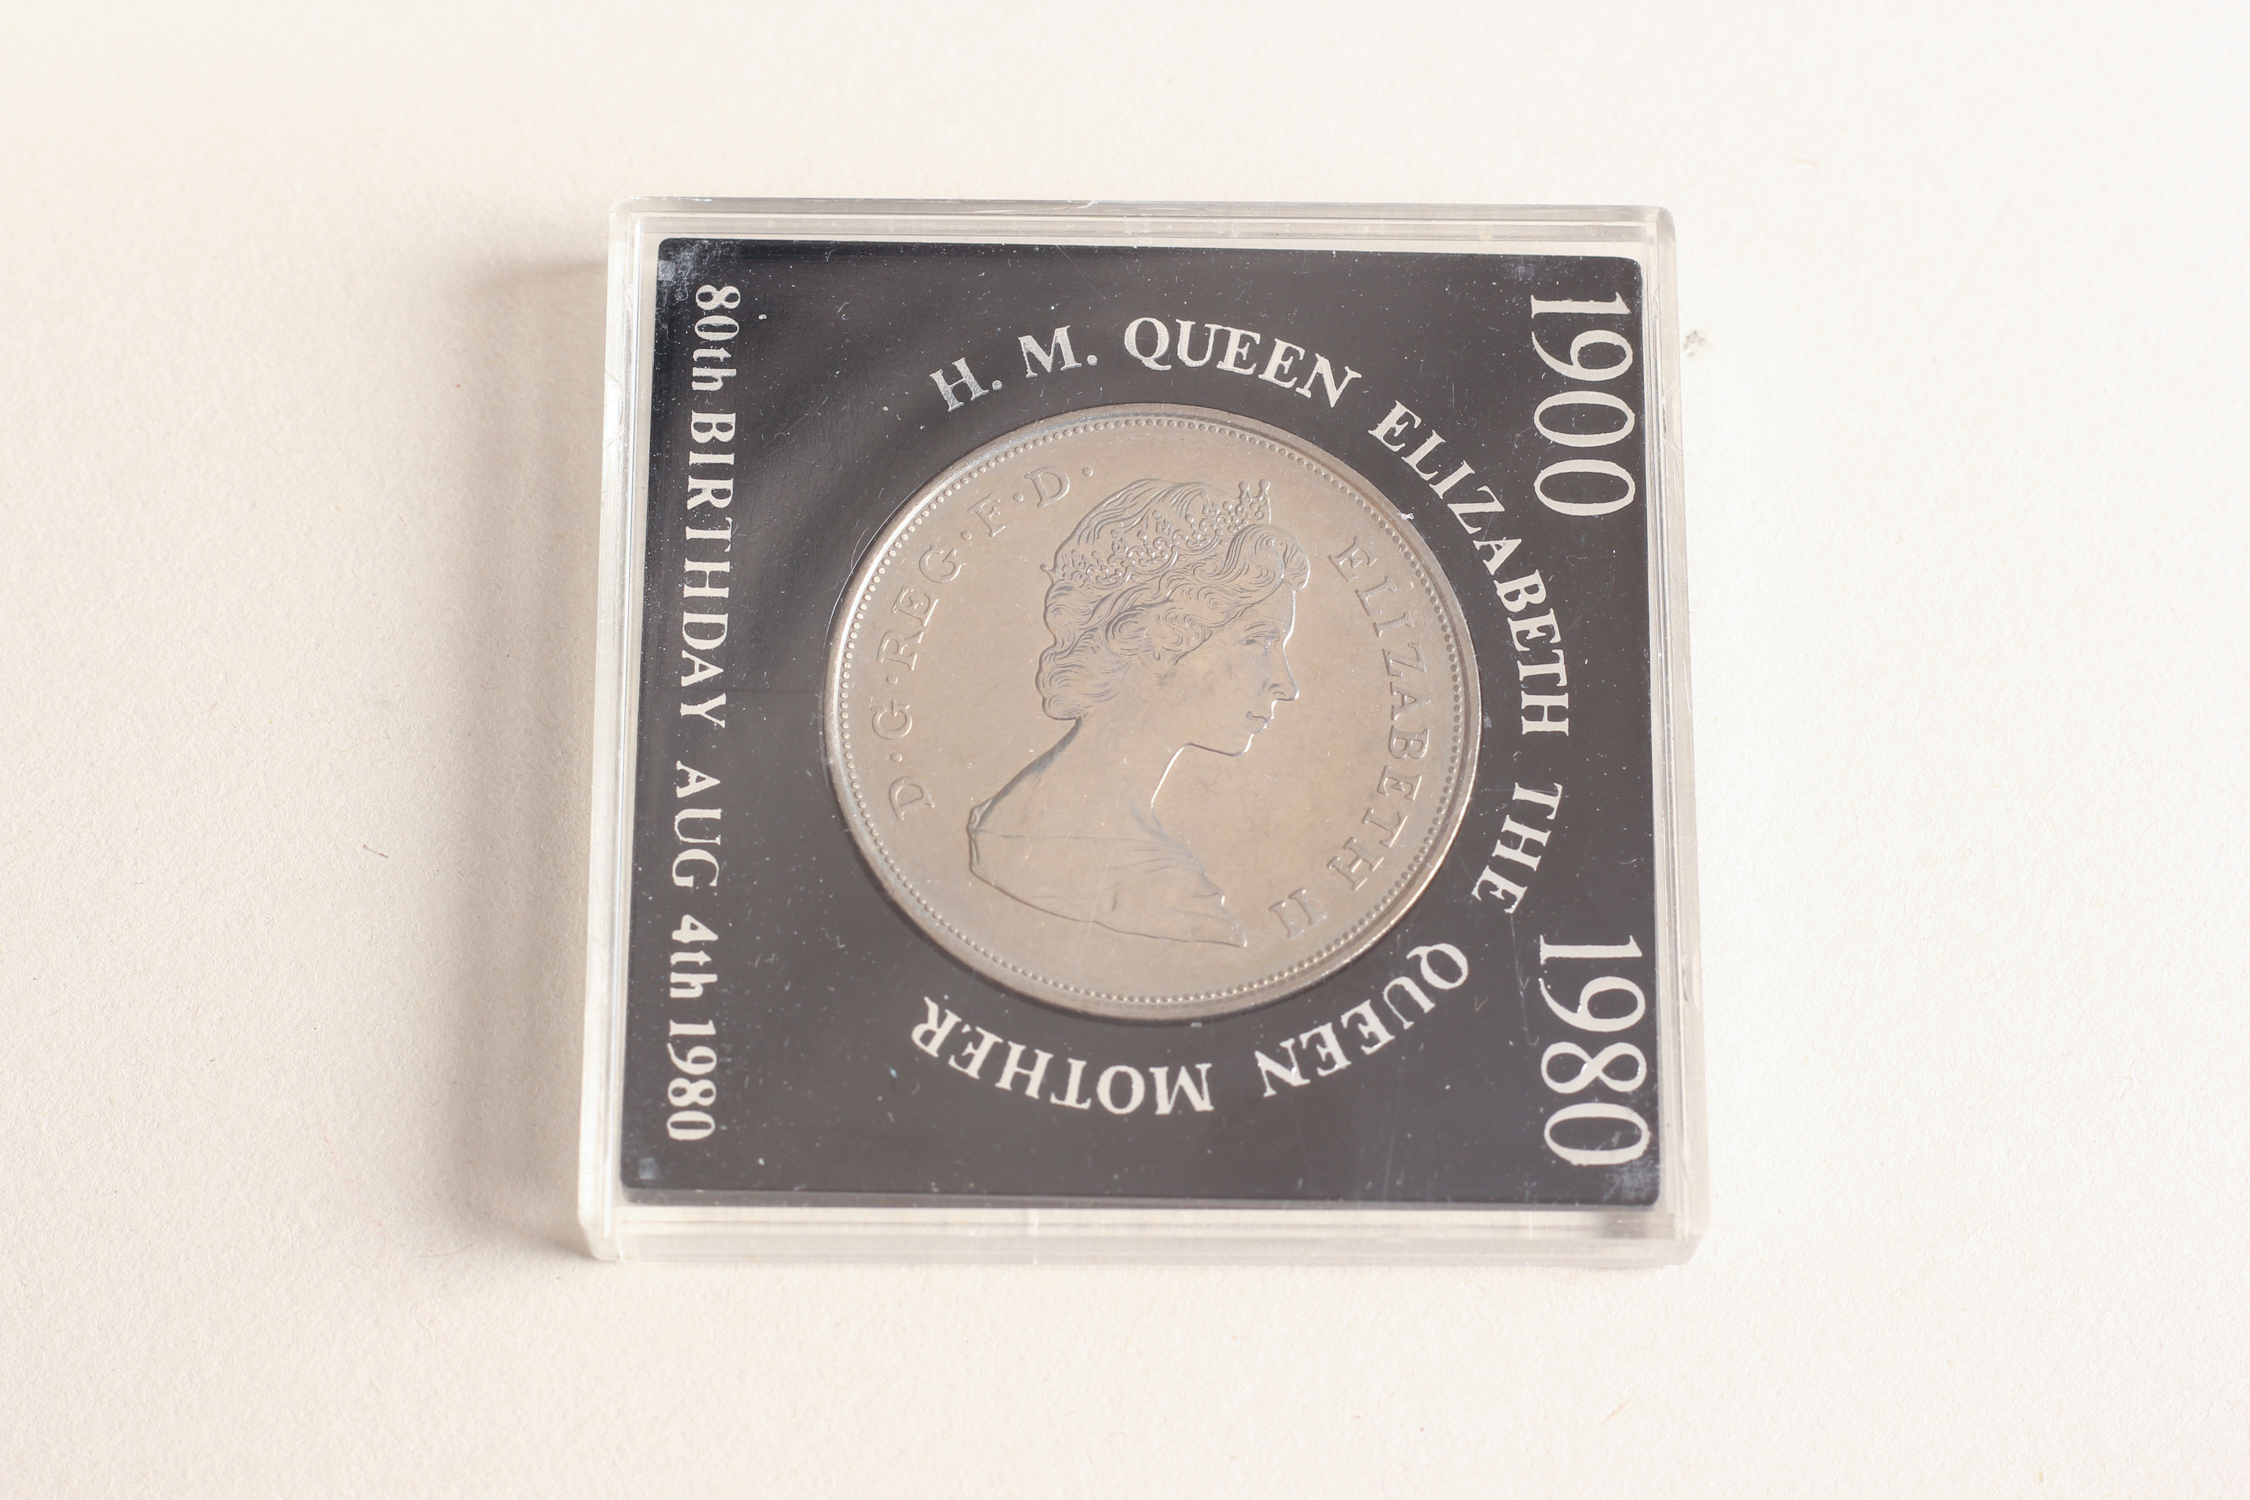 1900 1980
H. M. QUEEN ELIZABETH THE QUEEN MOTHER
D·G·REG·F·D· ELIZABETH II
80th BIRTHDAY AUG 4th 1980